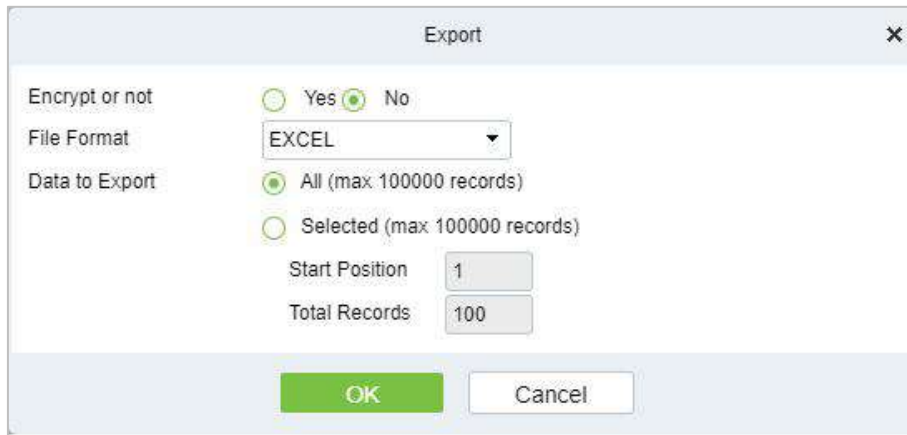 Export
Encrypt or not Yes No
File Format EXCEL
Data to Export All (max 100000 records)
Selected (max 100000 records)
Start Position 1
Total Records 100
OK Cancel